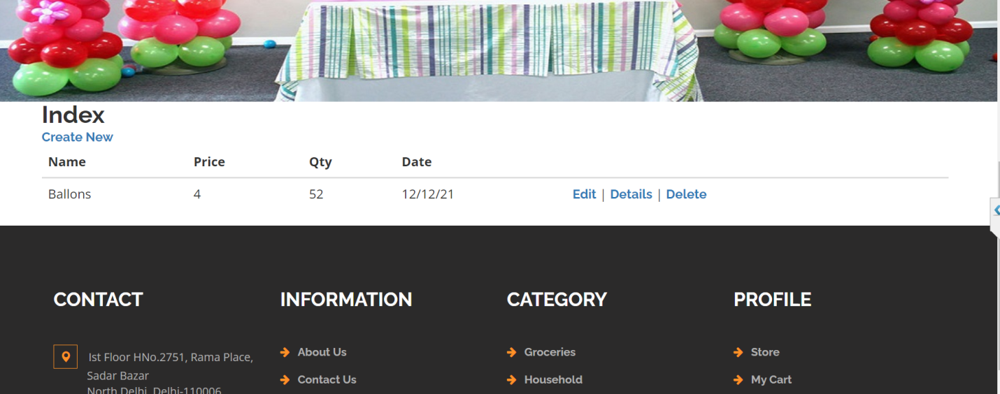 Index
Create New
Name Price Qty Date
Ballons 4 52 12/12/21 Edit | Details | Delete
CONTACT INFORMATION CATEGORY PROFILE
Ist Floor HNo.2751, Rama Place, About Us Groceries Store
Sadar Bazar
North Delhi, Delhi-110006 Contact Us Household My Cart